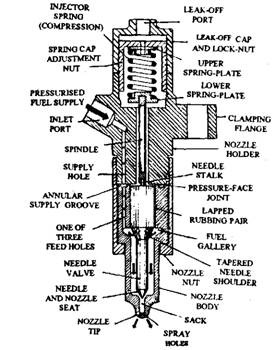 INJECTOR
SPRING
(COMPRESSION)
SPRING CAP
ADJUSTMENT
NUT
PRESSURISED
FUEL SUPPLY
INLET
PORT
SPINDLE
SUPPLY
HOLE
ANNULAR
SUPPLY GROOVE
ONE OF
THREE
FEED HOLES
NEEDLE
VALVE
NEEDLE
AND NOZZLE
SEAT
NOZZLE
TIP
LEAK-OFF
PORT
LEAK-OFF CAP
AND LOCK-NUT
UPPER
SPRING-PLATE
LOWER
SPRING-PLATE
CLAMPING
FLANGE
NOZZLE
HOLDER
NEEDLE
STALK
PRESSURE-FACE
JOINT
LAPPED
RUBBING PAIR
FUEL
GALLERY
TAPERED
NEEDLE
SHOULDER
NOZZLE
NUT
NOZZLE
BODY
SACK
SPRAY
HOLES